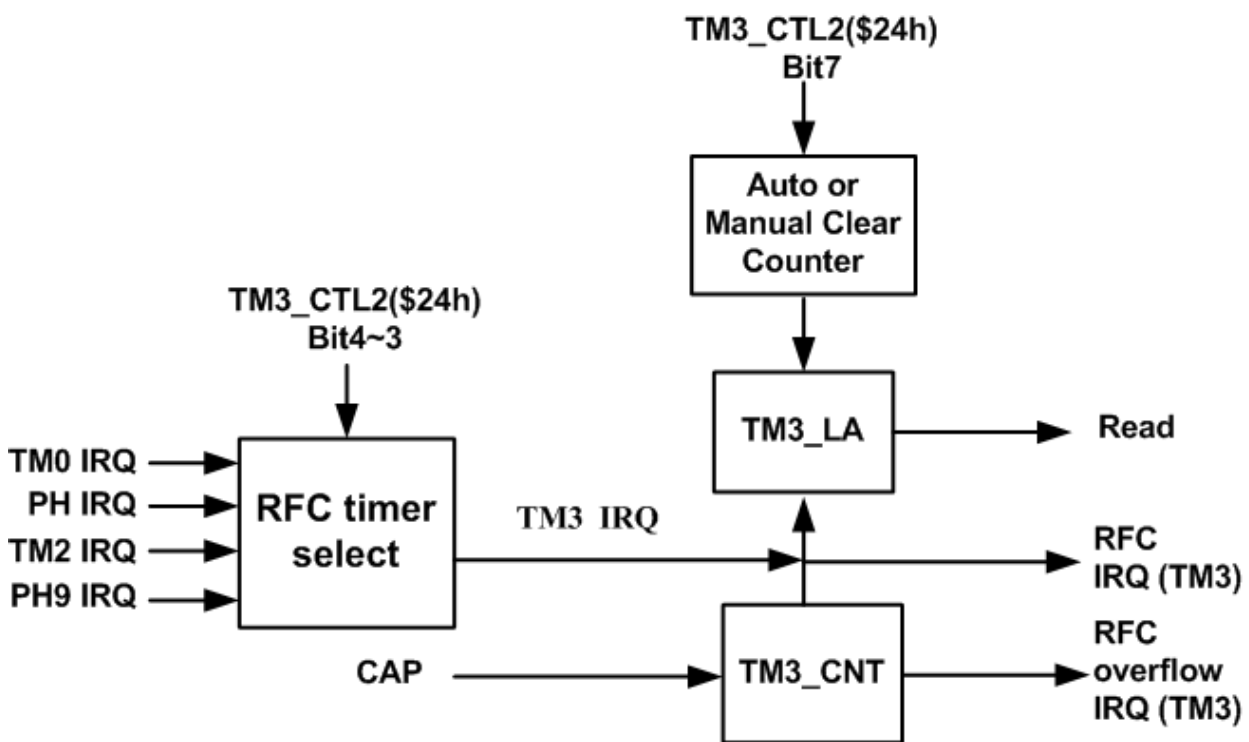 TM3_CTL2($24h)
Bit7
Auto or
Manual Clear
Counter
TM3_CTL2($24h)
Bit4~3
TM3_LA
Read
TM0 IRQ
PH IRQ
TM2 IRQ
PH9 IRQ
RFC timer
select
TM3 IRQ
RFC
IRQ (TM3)
CAP
TM3_CNT
RFC
overflow
IRQ (TM3)